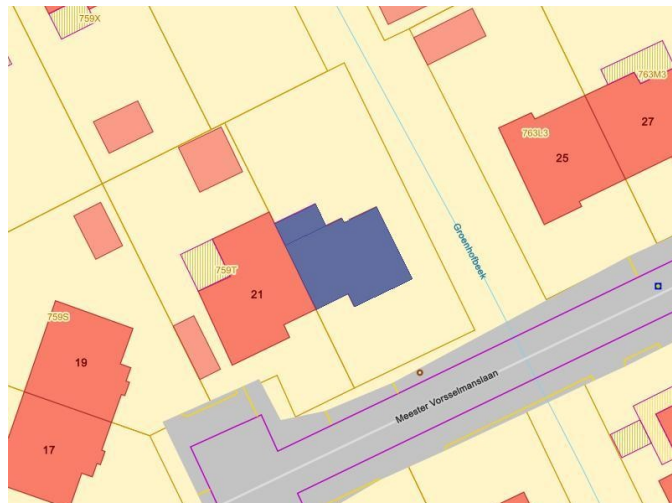 759X
763M3
27
763L3
25
Groenhofbeek
759T
21
759S
19
17
Meester Vorsselmanslaan